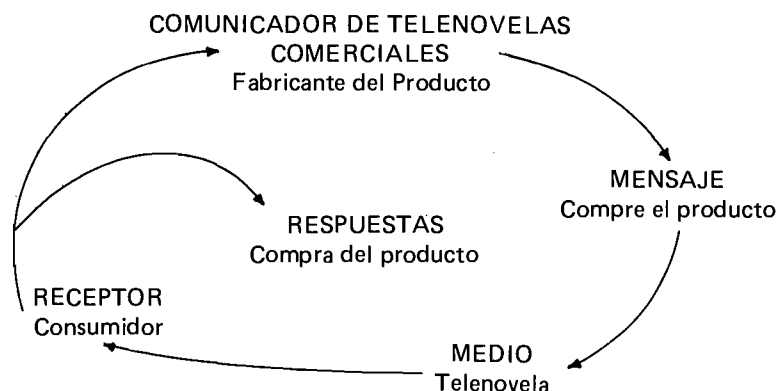 COMUNICADOR DE TELENOVELAS
COMERCIALES
Fabricante del Producto
MENSAJE
Compre el producto
RESPUESTAS
Compra del producto
RECEPTOR
Consumidor
MEDIO
Telenovela